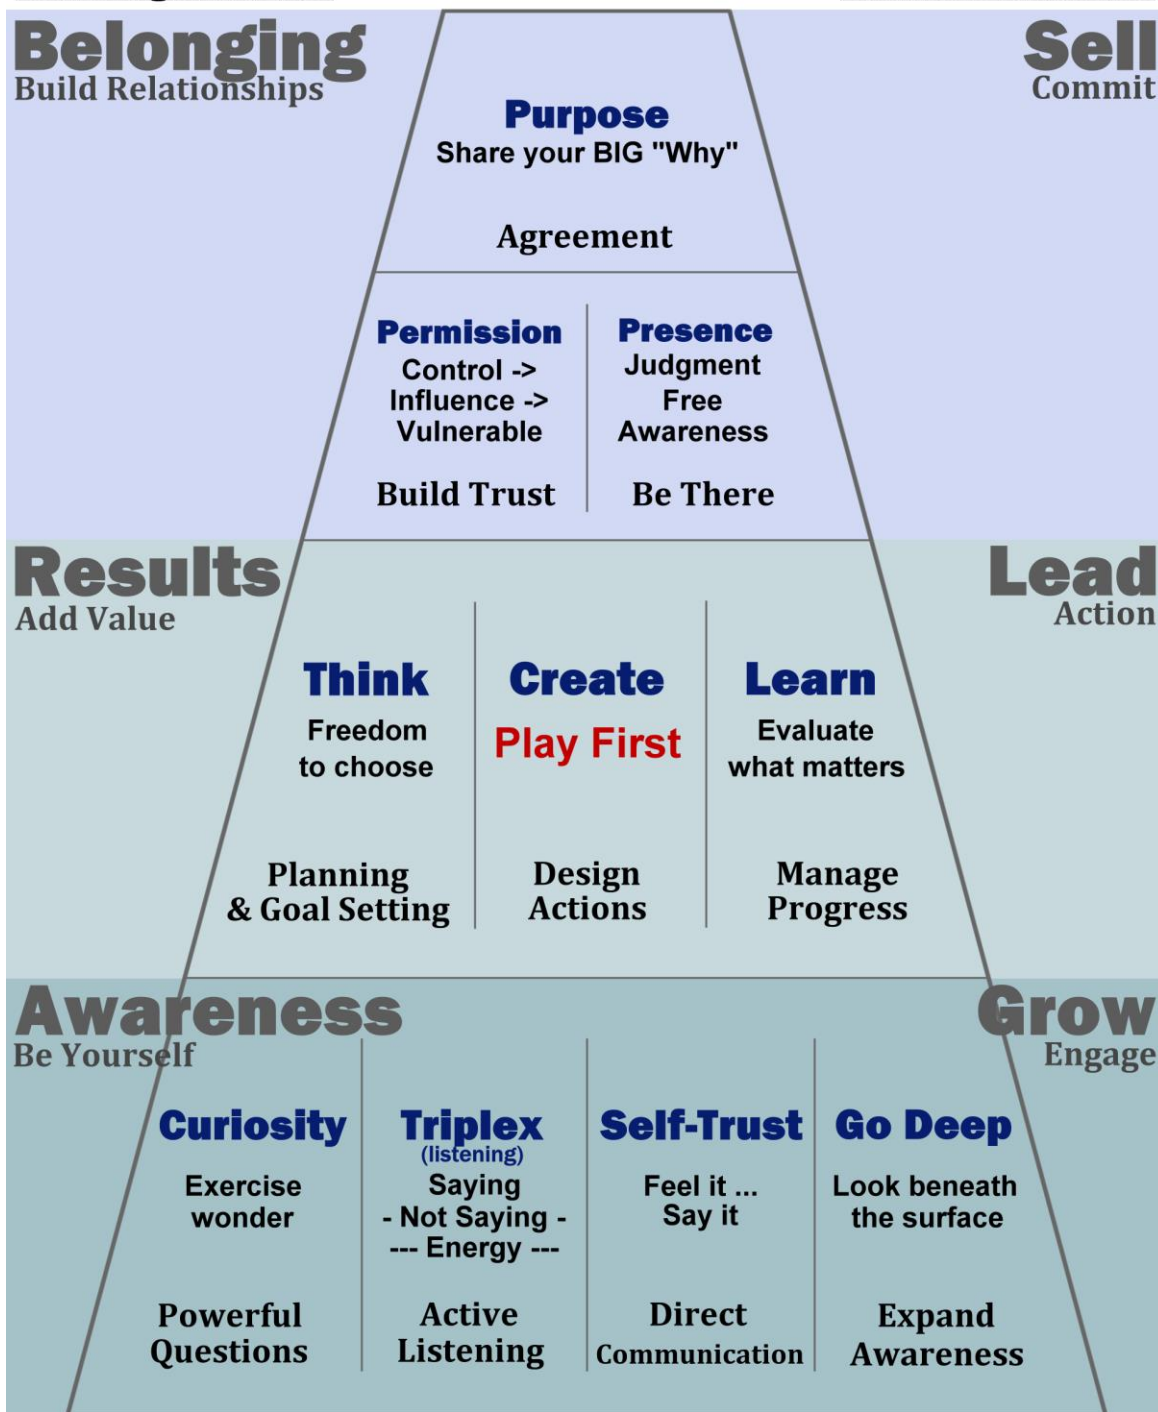 Belonging
Build Relationships
Sell
Commit
Purpose
Share your BIG "Why"
Agreement
Permission
Control ->
Influence ->
Vulnerable
Build Trust
Presence
Judgment
Free
Awareness
Be There
Results
Add Value
Lead
Action
Think
Freedom
to choose
Planning
& Goal Setting
Create
Play First
Design
Actions
Learn
Evaluate
what matters
Manage
Progress
Awareness
Be Yourself
Grow
Engage
Curiosity
Exercise
wonder
Powerful
Questions
Triplex
(listening)
Saying
- Not Saying -
--- Energy ---
Active
Listening
Self-Trust
Feel it ...
Say it
Direct
Communication
Go Deep
Look beneath
the surface
Expand
Awareness